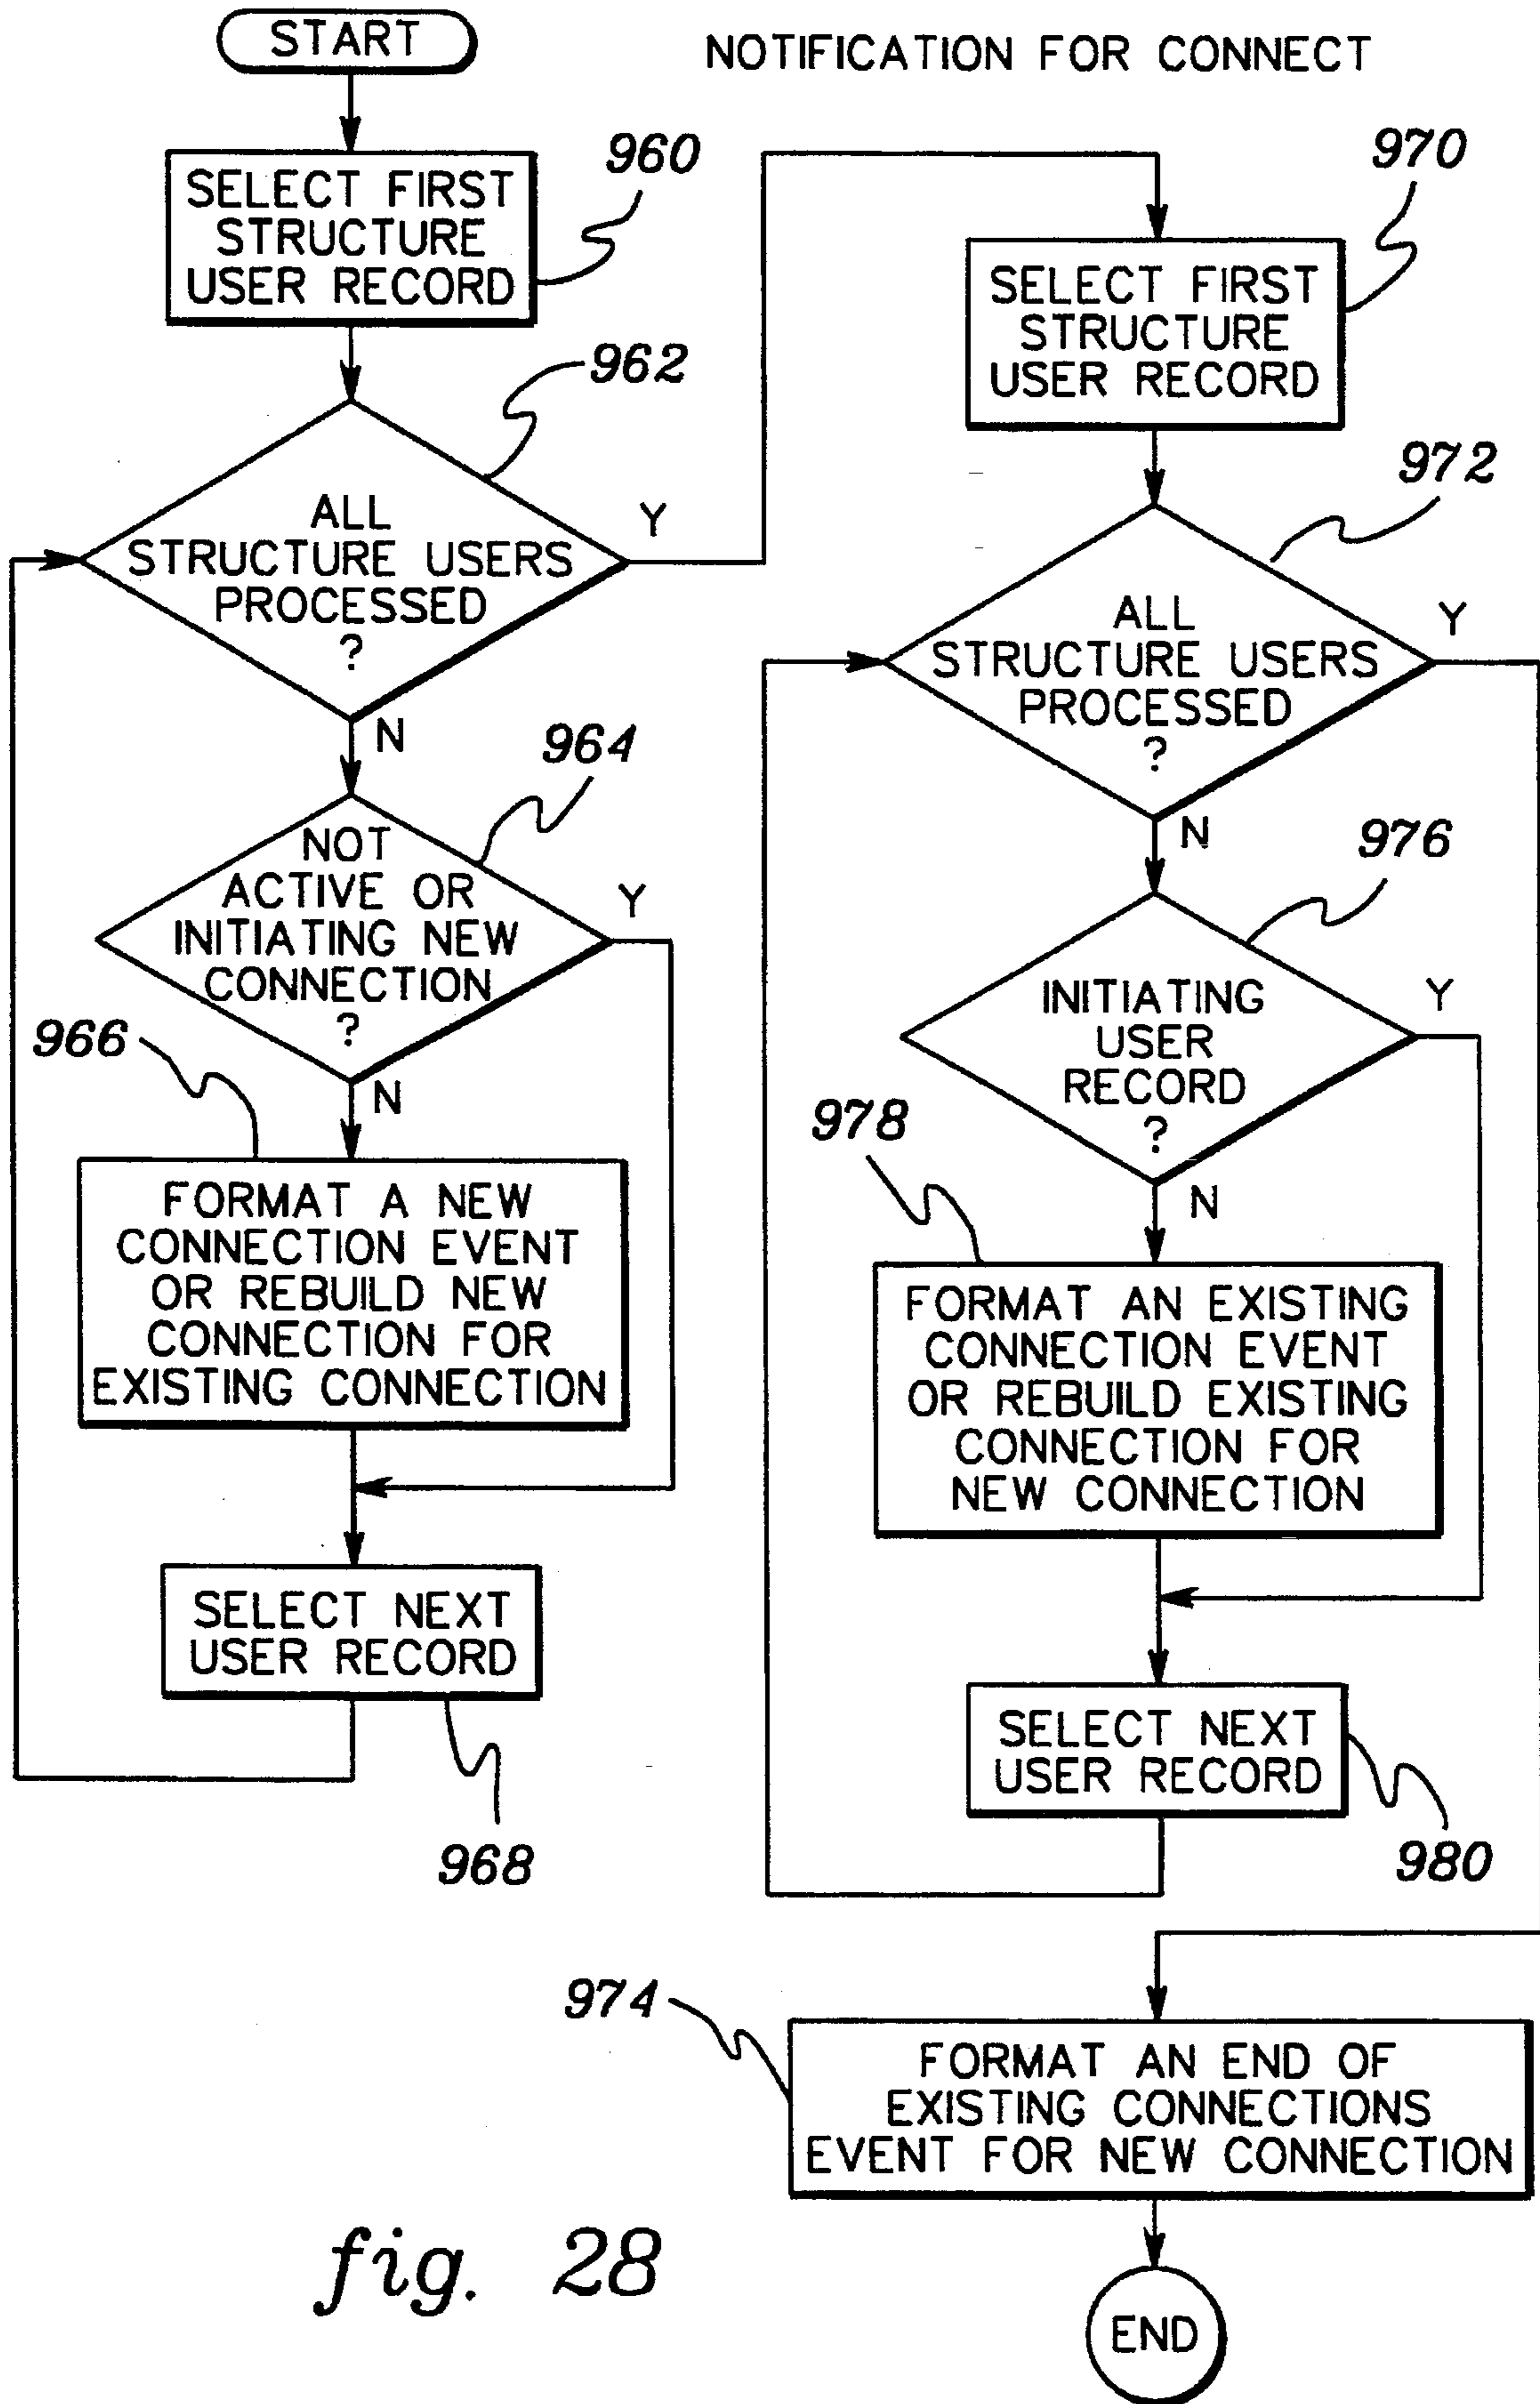 START
NOTIFICATION FOR CONNECT
960
SELECT FIRST
STRUCTURE
USER RECORD
962
ALL
STRUCTURE USERS
PROCESSED
?
Y
N
964
NOT
ACTIVE OR
INITIATING NEW
CONNECTION
?
Y
N
966
FORMAT A NEW
CONNECTION EVENT
OR REBUILD NEW
CONNECTION FOR
EXISTING CONNECTION
SELECT NEXT
USER RECORD
968
970
SELECT FIRST
STRUCTURE
USER RECORD
972
ALL
STRUCTURE USERS
PROCESSED
?
Y
N
976
INITIATING
USER
RECORD
?
Y
N
978
FORMAT AN EXISTING
CONNECTION EVENT
OR REBUILD EXISTING
CONNECTION FOR
NEW CONNECTION
SELECT NEXT
USER RECORD
980
974
FORMAT AN END OF
EXISTING CONNECTIONS
EVENT FOR NEW CONNECTION
END
fig. 28